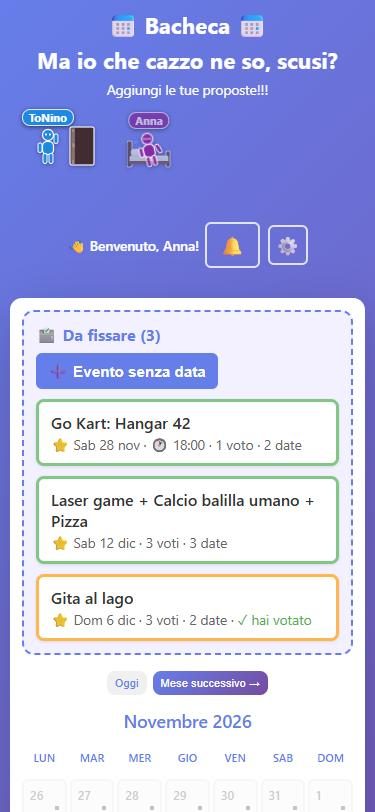 Bacheca
Ma io che cazzo ne so, scusi?
Aggiungi le tue proposte!!!
ToNino
Anna
Benvenuto, Anna!
Da fissare (3)
Evento senza data
Go Kart: Hangar 42
Sab 28 nov · 18:00 · 1 voto · 2 date
Laser game + Calcio balilla umano +
Pizza
Sab 12 dic · 3 voti · 3 date
Gita al lago
Dom 6 dic · 3 voti · 2 date · ✓ hai votato
Oggi
Mese successivo →
Novembre 2026
LUN MAR MER GIO VEN SAB DOM
26 27 28 29 30 31 1